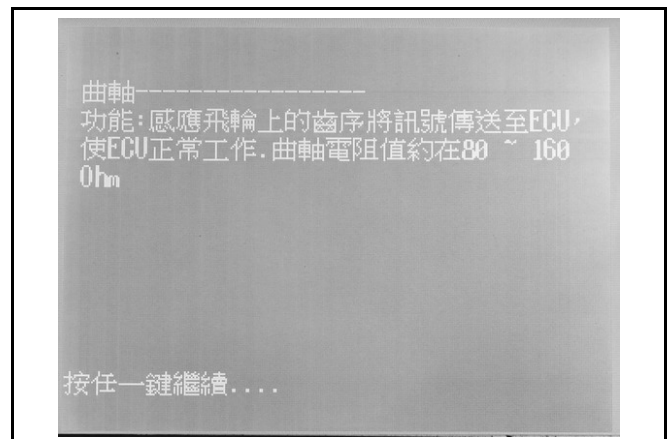 曲軸-----------------
功能:感應飛輪上的齒序將訊號傳送至ECU,
使ECU正常工作.曲軸電阻值約在80 ~ 160
Ohm
按任一鍵繼續....